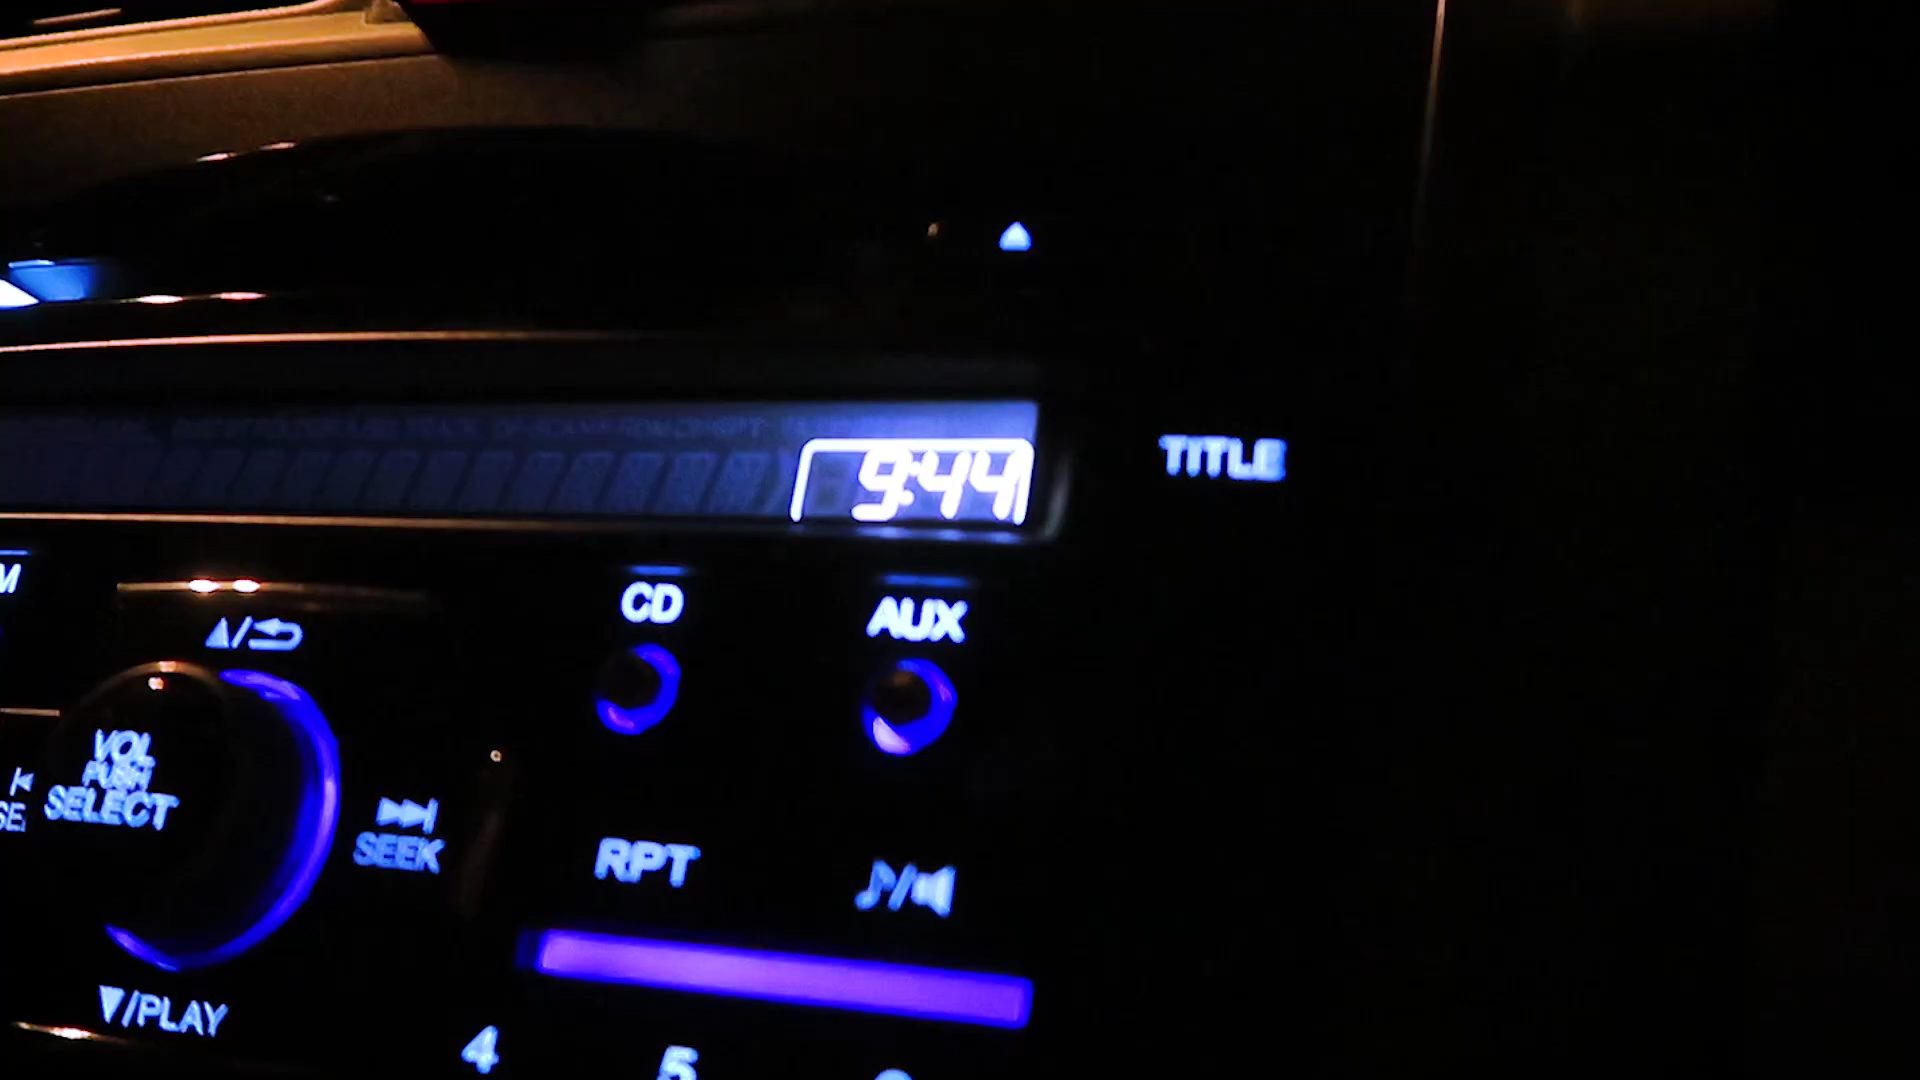 9:44
TITLE
M
CD
AUX
VOL
PUSH
SELECT
SEEK
RPT
/PLAY
4
5